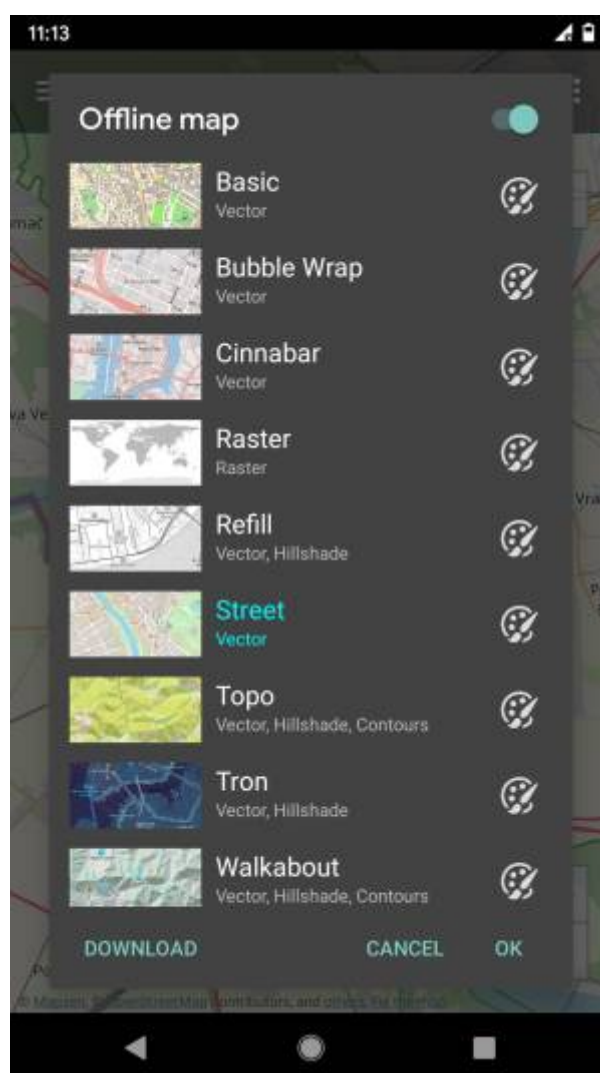 11:13
Offline map
Basic
Vector
Bubble Wrap
Vector
Cinnabar
Vector
Raster
Raster
Refill
Vector, Hillshade
Street
Vector
Topo
Vector, Hillshade, Contours
Tron
Vector, Hillshade
Walkabout
Vector, Hillshade, Contours
DOWNLOAD CANCEL OK